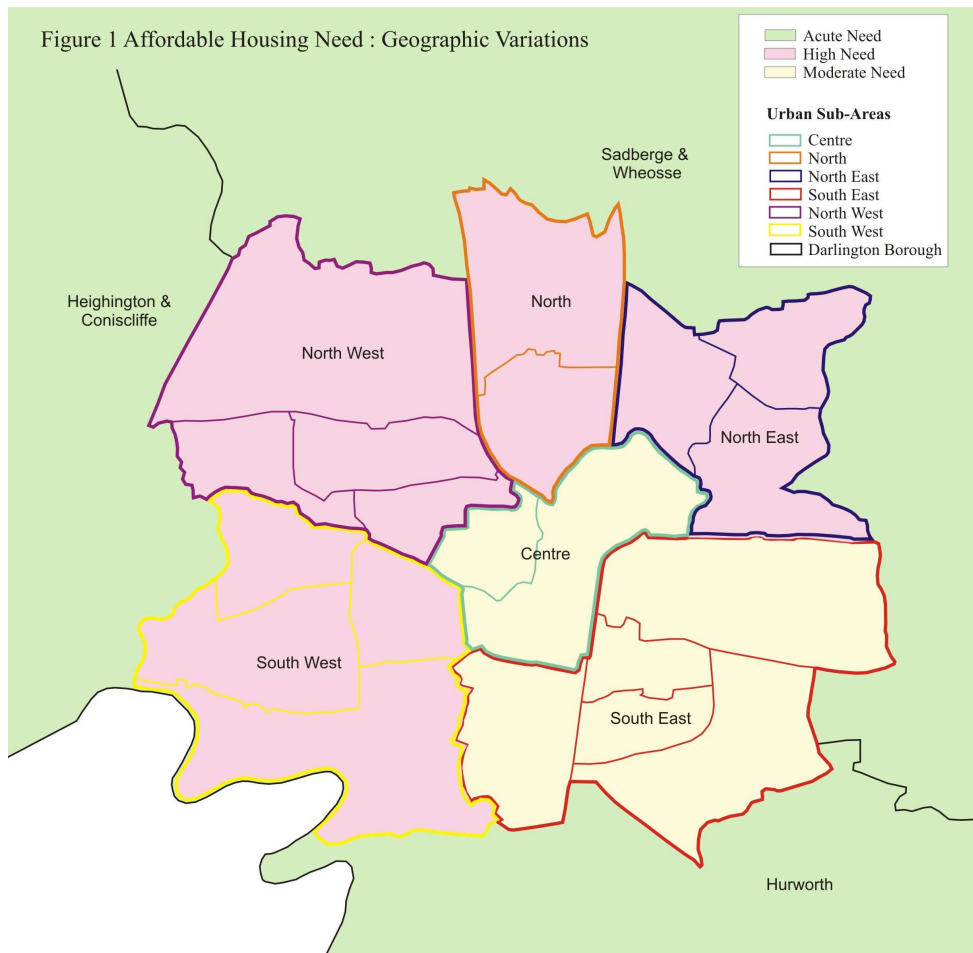 Figure 1 Affordable Housing Need : Geographic Variations
Acute Need
High Need
Moderate Need
Urban Sub-Areas
Centre
North
North East
South East
North West
South West
Darlington Borough
Sadberge &
Wheosse
Heighington &
Coniscliffe
North
North West
North East
Centre
South West
South East
Hurworth